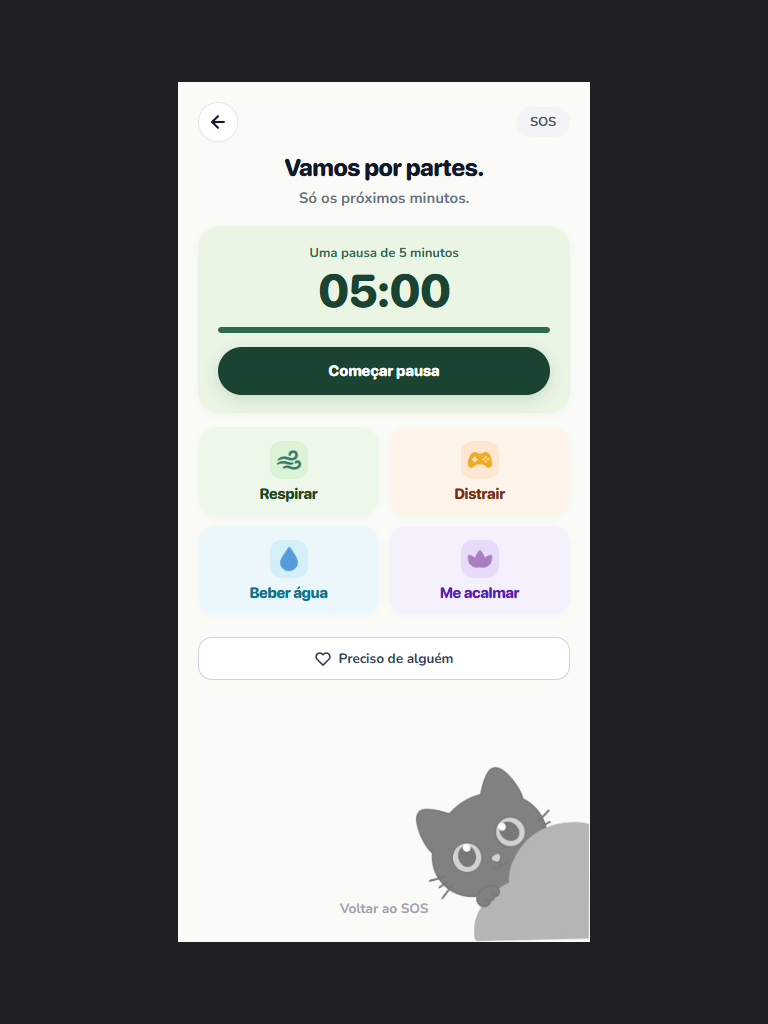 SOS
Vamos por partes.
Só os próximos minutos.
Uma pausa de 5 minutos
05:00
Começar pausa
Respirar
Distrair
Beber água
Me acalmar
Preciso de alguém
Voltar ao SOS